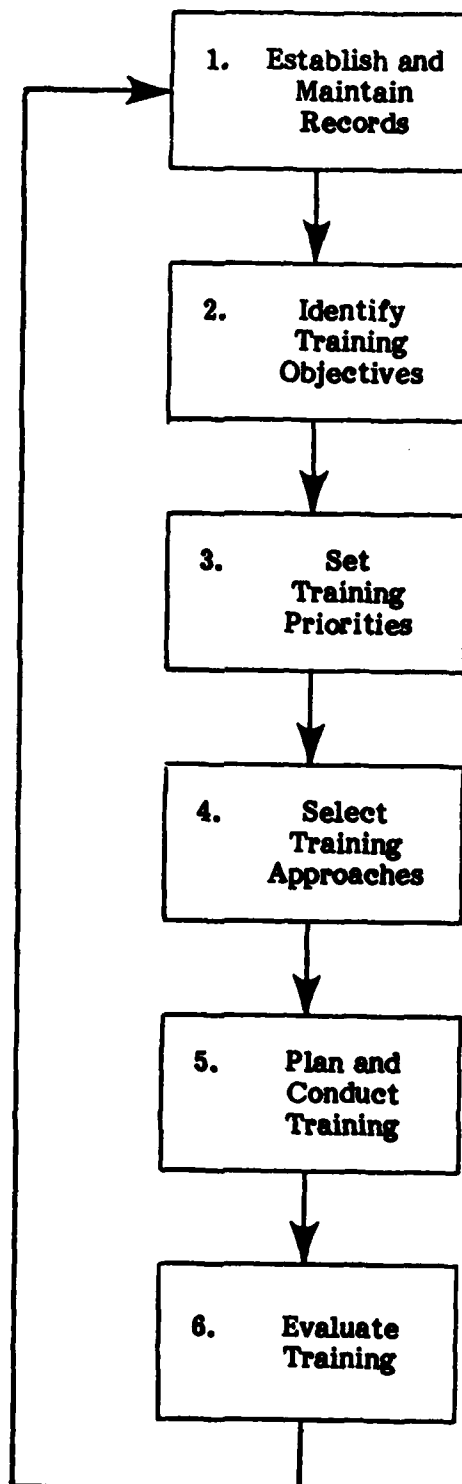 1. Establish and
Maintain
Records
2. Identify
Training
Objectives
3. Set
Training
Priorities
4. Select
Training
Approaches
5. Plan and
Conduct
Training
6. Evaluate
Training